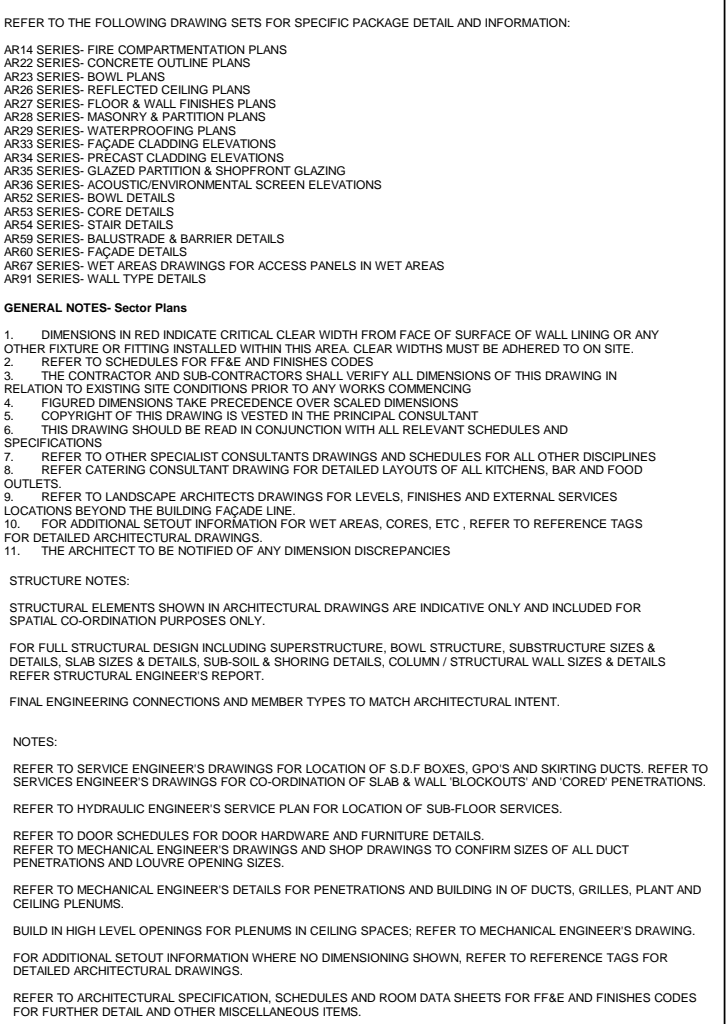 REFER TO THE FOLLOWING DRAWING SETS FOR SPECIFIC PACKAGE DETAIL AND INFORMATION:
AR14 SERIES- FIRE COMPARTMENTATION PLANS
AR22 SERIES- CONCRETE OUTLINE PLANS
AR23 SERIES- BOWL PLANS
AR26 SERIES- REFLECTED CEILING PLANS
AR27 SERIES- FLOOR & WALL FINISHES PLANS
AR28 SERIES- MASONRY & PARTITION PLANS
AR29 SERIES- WATERPROOFING PLANS
AR33 SERIES- FAÇADE CLADDING ELEVATIONS
AR34 SERIES- PRECAST CLADDING ELEVATIONS
AR35 SERIES- GLAZED PARTITION & SHOPFRONT GLAZING
AR36 SERIES- ACOUSTIC/ENVIRONMENTAL SCREEN ELEVATIONS
AR52 SERIES- BOWL DETAILS
AR53 SERIES- CORE DETAILS
AR54 SERIES- STAIR DETAILS
AR59 SERIES- BALUSTRADE & BARRIER DETAILS
AR60 SERIES- FAÇADE DETAILS
AR67 SERIES- WET AREAS DRAWINGS FOR ACCESS PANELS IN WET AREAS
AR91 SERIES- WALL TYPE DETAILS
GENERAL NOTES- Sector Plans
1. DIMENSIONS IN RED INDICATE CRITICAL CLEAR WIDTH FROM FACE OF SURFACE OF WALL LINING OR ANY
OTHER FIXTURE OR FITTING INSTALLED WITHIN THIS AREA. CLEAR WIDTHS MUST BE ADHERED TO ON SITE.
2. REFER TO SCHEDULES FOR FF&E AND FINISHES CODES
3. THE CONTRACTOR AND SUB-CONTRACTORS SHALL VERIFY ALL DIMENSIONS OF THIS DRAWING IN
RELATION TO EXISTING SITE CONDITIONS PRIOR TO ANY WORKS COMMENCING
4. FIGURED DIMENSIONS TAKE PRECEDENCE OVER SCALED DIMENSIONS
5. COPYRIGHT OF THIS DRAWING IS VESTED IN THE PRINCIPAL CONSULTANT
6. THIS DRAWING SHOULD BE READ IN CONJUNCTION WITH ALL RELEVANT SCHEDULES AND
SPECIFICATIONS
7. REFER TO OTHER SPECIALIST CONSULTANTS DRAWINGS AND SCHEDULES FOR ALL OTHER DISCIPLINES
8. REFER CATERING CONSULTANT DRAWING FOR DETAILED LAYOUTS OF ALL KITCHENS, BAR AND FOOD
OUTLETS.
9. REFER TO LANDSCAPE ARCHITECTS DRAWINGS FOR LEVELS, FINISHES AND EXTERNAL SERVICES
LOCATIONS BEYOND THE BUILDING FAÇADE LINE.
10. FOR ADDITIONAL SETOUT INFORMATION FOR WET AREAS, CORES, ETC , REFER TO REFERENCE TAGS
FOR DETAILED ARCHITECTURAL DRAWINGS.
11. THE ARCHITECT TO BE NOTIFIED OF ANY DIMENSION DISCREPANCIES
STRUCTURE NOTES:
STRUCTURAL ELEMENTS SHOWN IN ARCHITECTURAL DRAWINGS ARE INDICATIVE ONLY AND INCLUDED FOR
SPATIAL CO-ORDINATION PURPOSES ONLY.
FOR FULL STRUCTURAL DESIGN INCLUDING SUPERSTRUCTURE, BOWL STRUCTURE, SUBSTRUCTURE SIZES &
DETAILS, SLAB SIZES & DETAILS, SUB-SOIL & SHORING DETAILS, COLUMN / STRUCTURAL WALL SIZES & DETAILS
REFER STRUCTURAL ENGINEER'S REPORT.
FINAL ENGINEERING CONNECTIONS AND MEMBER TYPES TO MATCH ARCHITECTURAL INTENT.
NOTES:
REFER TO SERVICE ENGINEER'S DRAWINGS FOR LOCATION OF S.D.F BOXES, GPO'S AND SKIRTING DUCTS. REFER TO
SERVICES ENGINEER'S DRAWINGS FOR CO-ORDINATION OF SLAB & WALL 'BLOCKOUTS' AND 'CORED' PENETRATIONS.
REFER TO HYDRAULIC ENGINEER'S SERVICE PLAN FOR LOCATION OF SUB-FLOOR SERVICES.
REFER TO DOOR SCHEDULES FOR DOOR HARDWARE AND FURNITURE DETAILS.
REFER TO MECHANICAL ENGINEER'S DRAWINGS AND SHOP DRAWINGS TO CONFIRM SIZES OF ALL DUCT
PENETRATIONS AND LOUVRE OPENING SIZES.
REFER TO MECHANICAL ENGINEER'S DETAILS FOR PENETRATIONS AND BUILDING IN OF DUCTS, GRILLES, PLANT AND
CEILING PLENUMS.
BUILD IN HIGH LEVEL OPENINGS FOR PLENUMS IN CEILING SPACES; REFER TO MECHANICAL ENGINEER'S DRAWING.
FOR ADDITIONAL SETOUT INFORMATION WHERE NO DIMENSIONING SHOWN, REFER TO REFERENCE TAGS FOR
DETAILED ARCHITECTURAL DRAWINGS.
REFER TO ARCHITECTURAL SPECIFICATION, SCHEDULES AND ROOM DATA SHEETS FOR FF&E AND FINISHES CODES
FOR FURTHER DETAIL AND OTHER MISCELLANEOUS ITEMS.